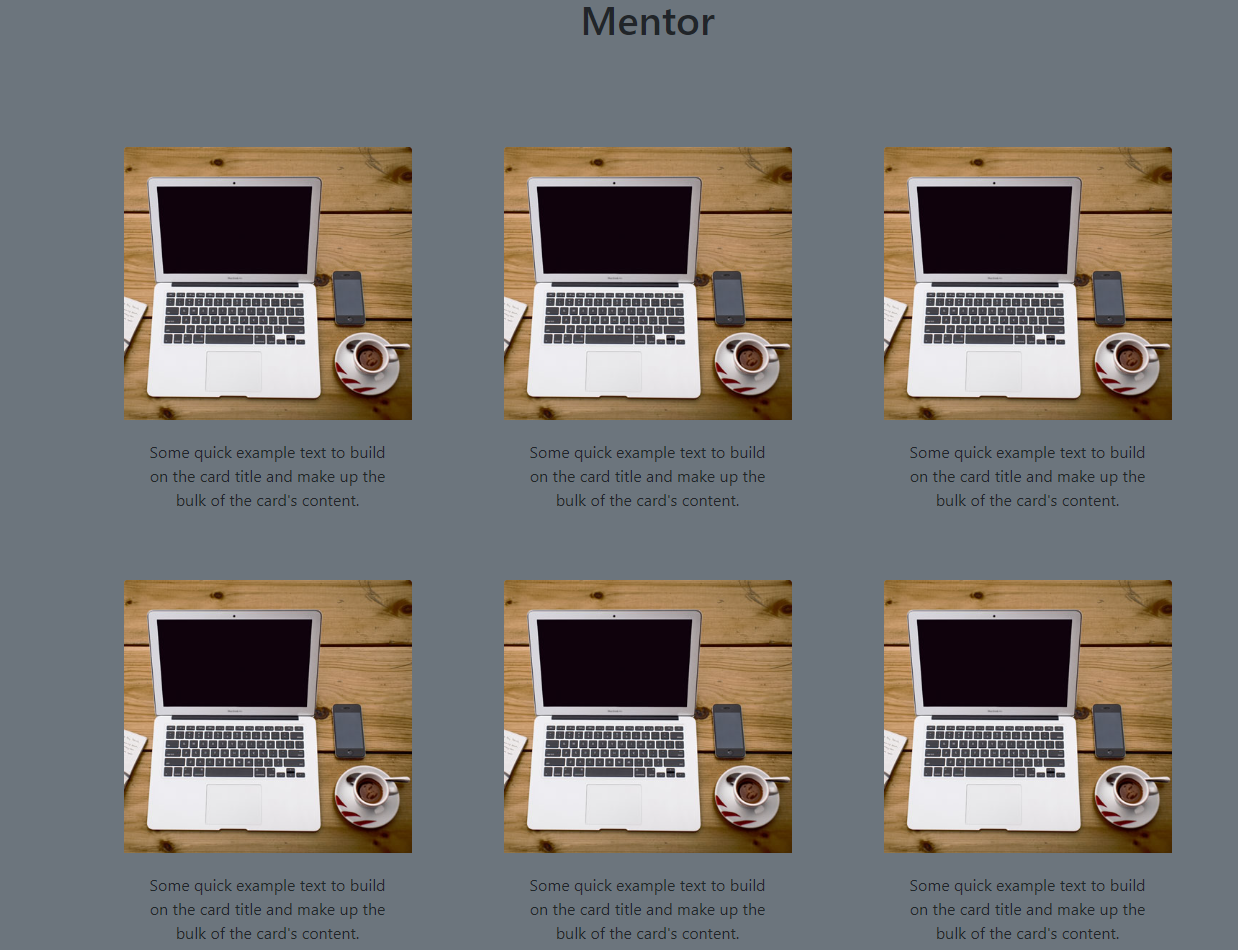 Mentor
Some quick example text to build
on the card title and make up the
bulk of the card's content.
Some quick example text to build
on the card title and make up the
bulk of the card's content.
Some quick example text to build
on the card title and make up the
bulk of the card's content.
Some quick example text to build
on the card title and make up the
bulk of the card's content.
Some quick example text to build
on the card title and make up the
bulk of the card's content.
Some quick example text to build
on the card title and make up the
bulk of the card's content.